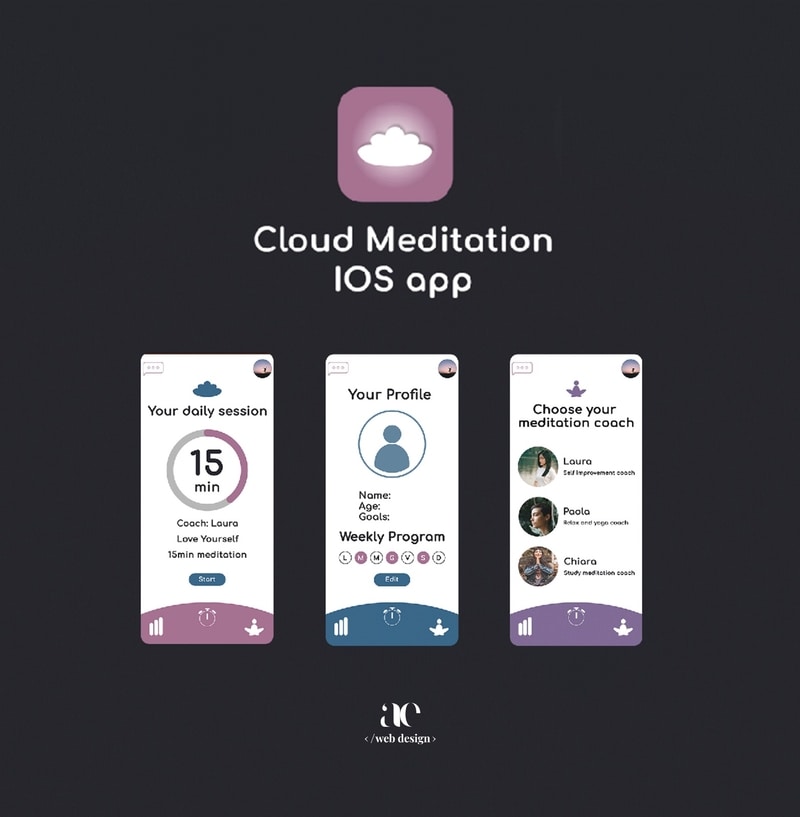 Cloud Meditation
IOS app
Your daily session
15
min
Coach: Laura
Love Yourself
15min meditation
Start
Your Profile
Name:
Age:
Goals:
Weekly Program
L M M G V S D
Edit
Choose your
meditation coach
Laura
Self improvement coach
Paola
Relax and yoga coach
Chiara
Study meditation coach
ae
</web design>